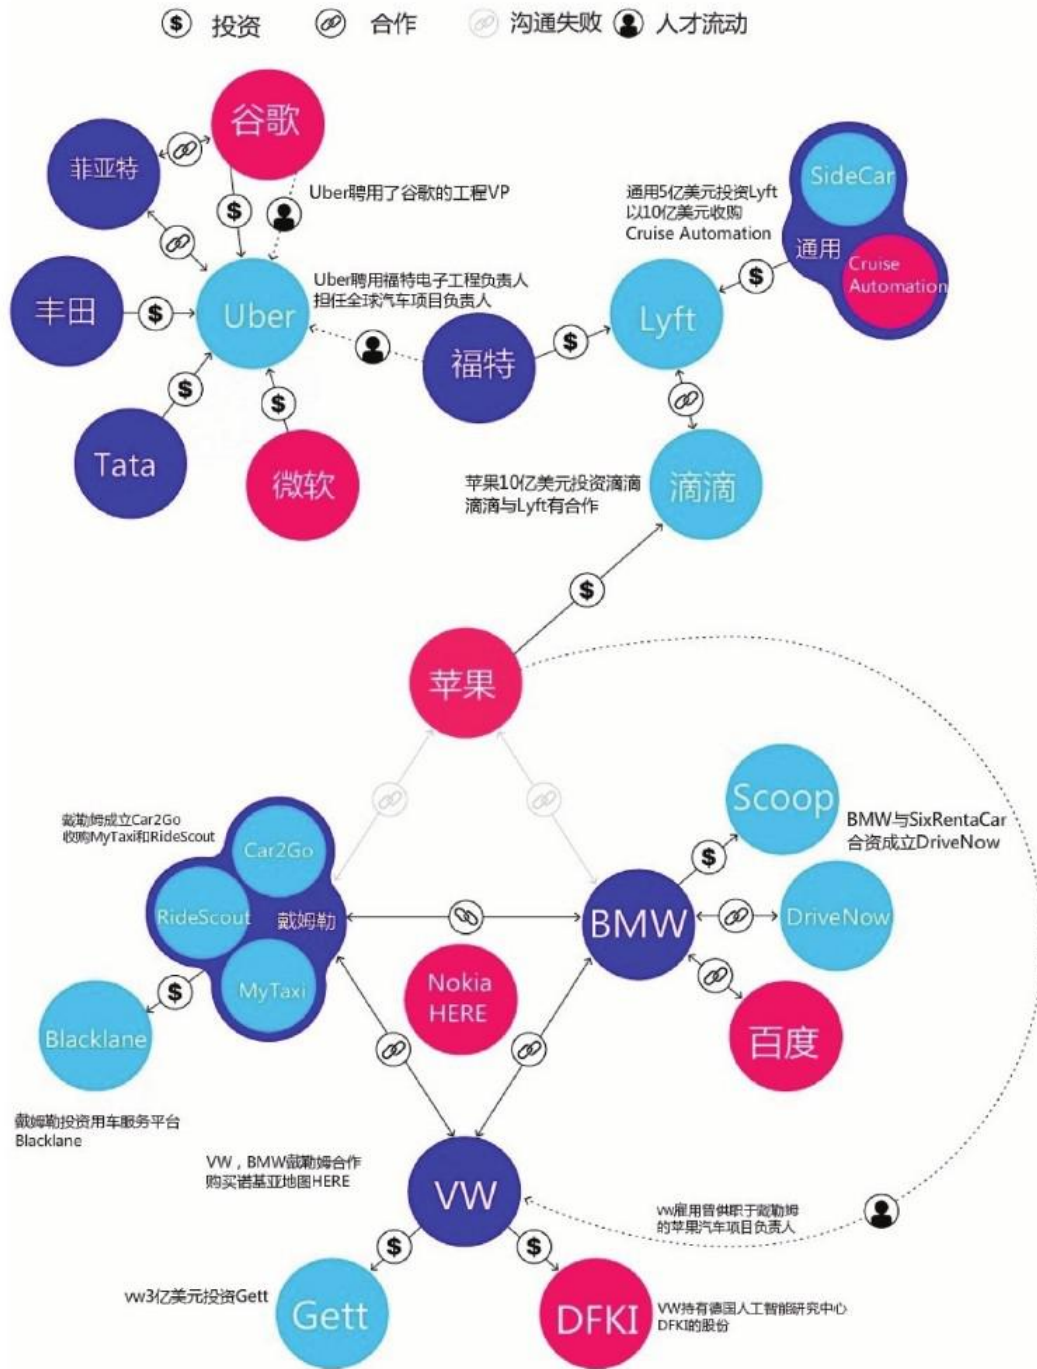 投资 合作 沟通失败 人才流动
谷歌
菲亚特
Uber聘用了谷歌的工程VP
SideCar
通用5亿美元投资Lyft
以10亿美元收购
Cruise Automation
通用
Cruise
Automation
Uber聘用福特电子工程负责人
担任全球汽车项目负责人
丰田
Uber
Lyft
福特
Tata
微软
苹果10亿美元投资滴滴
滴滴与Lyft有合作
滴滴
苹果
Scoop
BMW与SixRentaCar
合资成立DriveNow
戴勒姆成立Car2Go
收购MyTaxi和RideScout
Car2Go
RideScout
戴姆勒
BMW
DriveNow
MyTaxi
Nokia
HERE
Blacklane
百度
戴姆勒投资用车服务平台
Blacklane
VW，BMW戴勒姆合作
购买诺基亚地图HERE
VW
vw雇用曾供职于戴勒姆
的苹果汽车项目负责人
vw3亿美元投资Gett
Gett
DFKI
VW持有德国人工智能研究中心
DFKI的股份